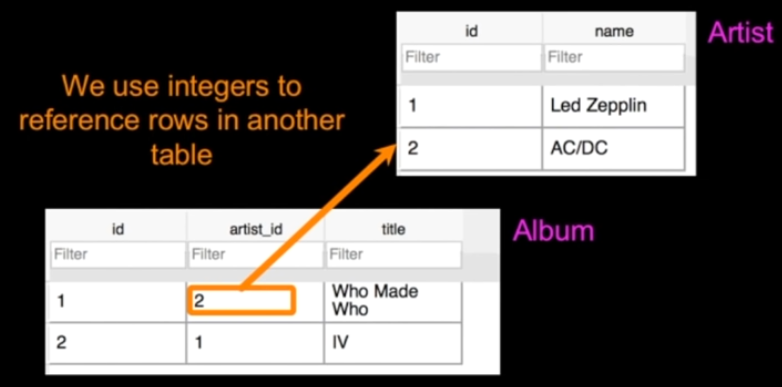 id name
Artist
Filter Filter
1 Led Zepplin
2 AC/DC
We use integers to
reference rows in another
table
Album
id artist_id title
Filter Filter Filter
1 2 Who Made
Who
2 1 IV